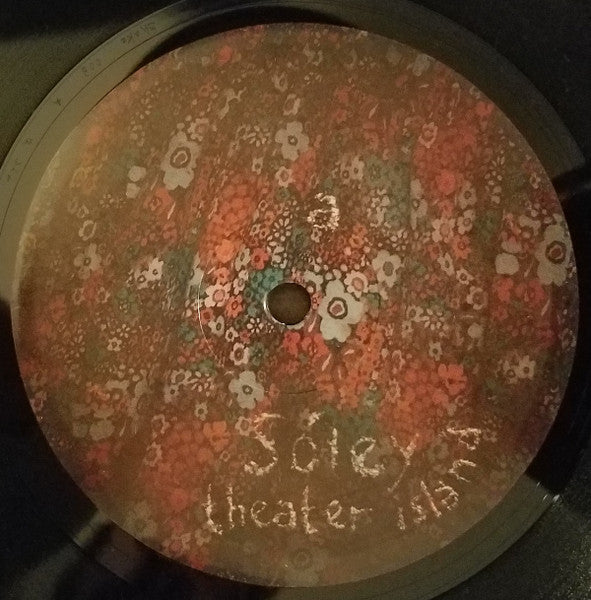 a
Sóley
theater island